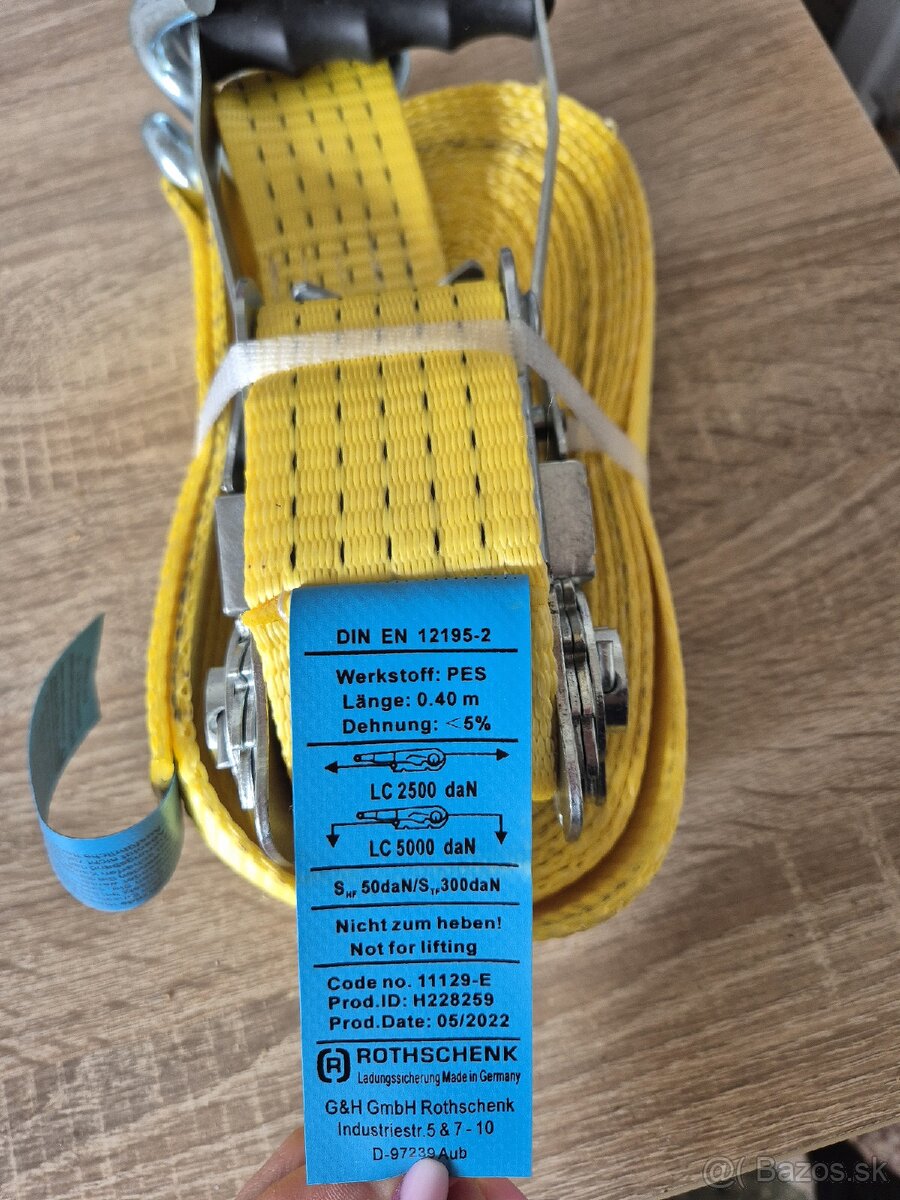 DIN EN 12195-2
Werkstoff: PES
Länge: 0.40 m
Dehnung: <5%
LC 2500 daN
LC 5000 daN
SHF 50daN/STF 300daN
Nicht zum heben!
Not for lifting
Code no. 11129-E
Prod.ID: H228259
Prod.Date: 05/2022
ROTHSCHENK
Ladungssicherung Made in Germany
G&H GmbH Rothschenk
Industriestr.5 & 7 - 10
D-97239 Aub
@( Bazos.sk